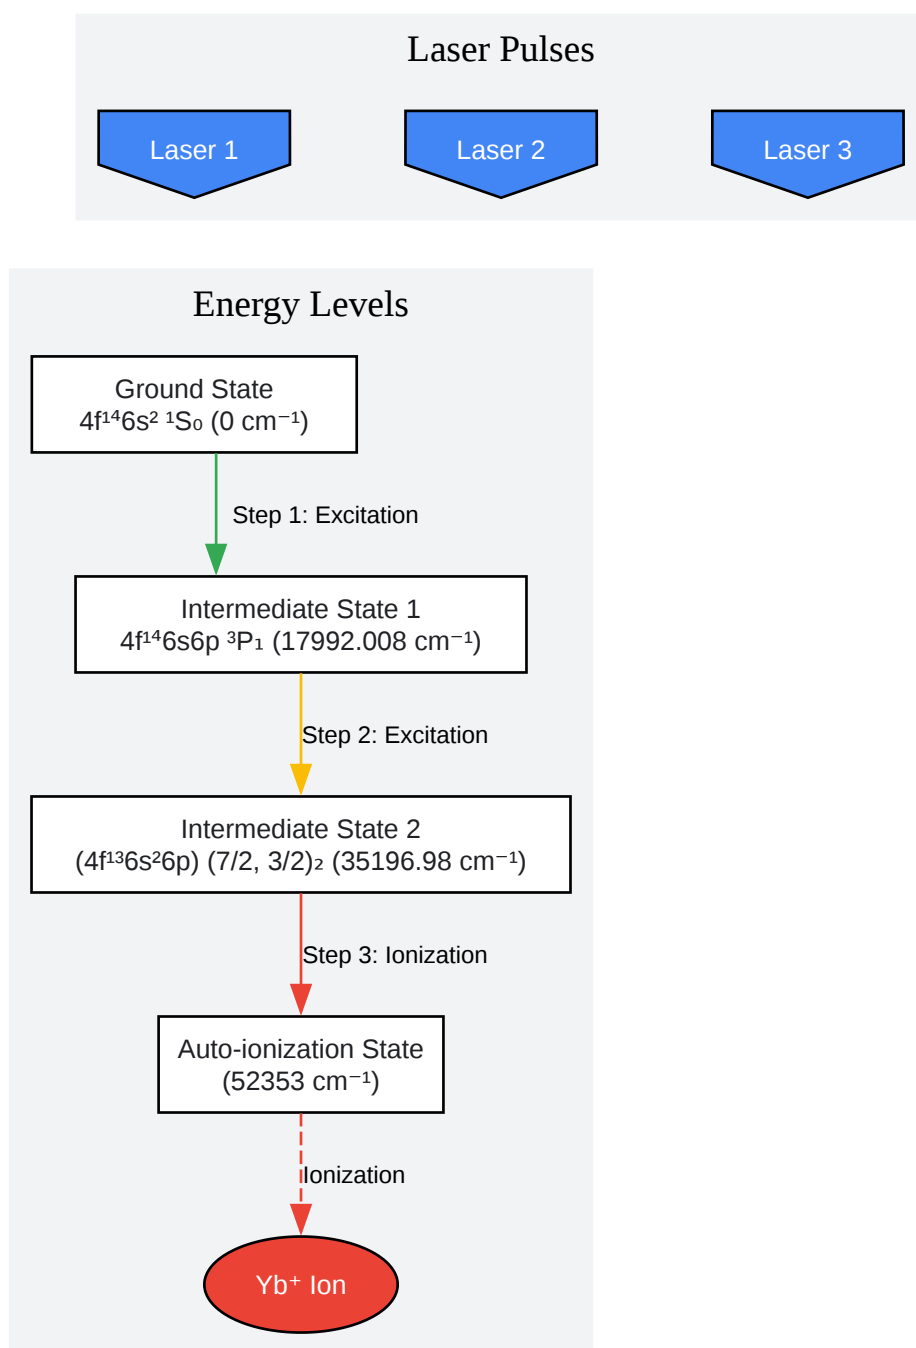 Laser Pulses
Laser 1
Laser 2
Laser 3
Energy Levels
Ground State
4f¹⁴6s² ¹S₀ (0 cm⁻¹)
Step 1: Excitation
Intermediate State 1
4f¹⁴6s6p ³P₁ (17992.008 cm⁻¹)
Step 2: Excitation
Intermediate State 2
(4f¹³6s²6p) (7/2, 3/2)₂ (35196.98 cm⁻¹)
Step 3: Ionization
Auto-ionization State
(52353 cm⁻¹)
Ionization
Yb⁺ Ion